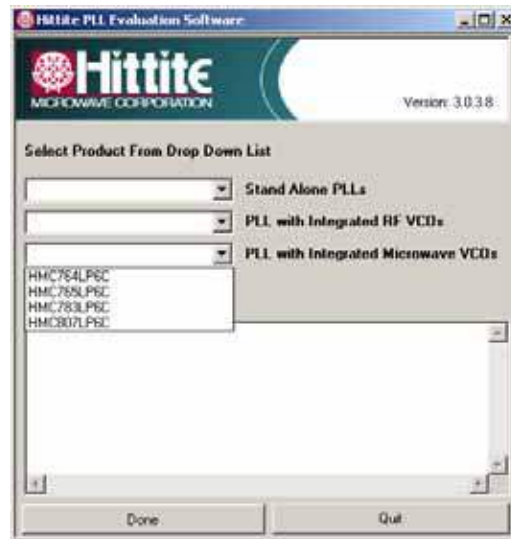 Hittite PLL Evaluation Software
Hittite
MICROWAVE CORPORATION
Version: 3.0.3.8
Select Product From Drop Down List
Stand Alone PLLs
PLL with Integrated RF VCOs
PLL with Integrated Microwave VCOs
HMC764LP6C
HMC765LP6C
HMC783LP6C
HMC807LP6C
Done
Quit